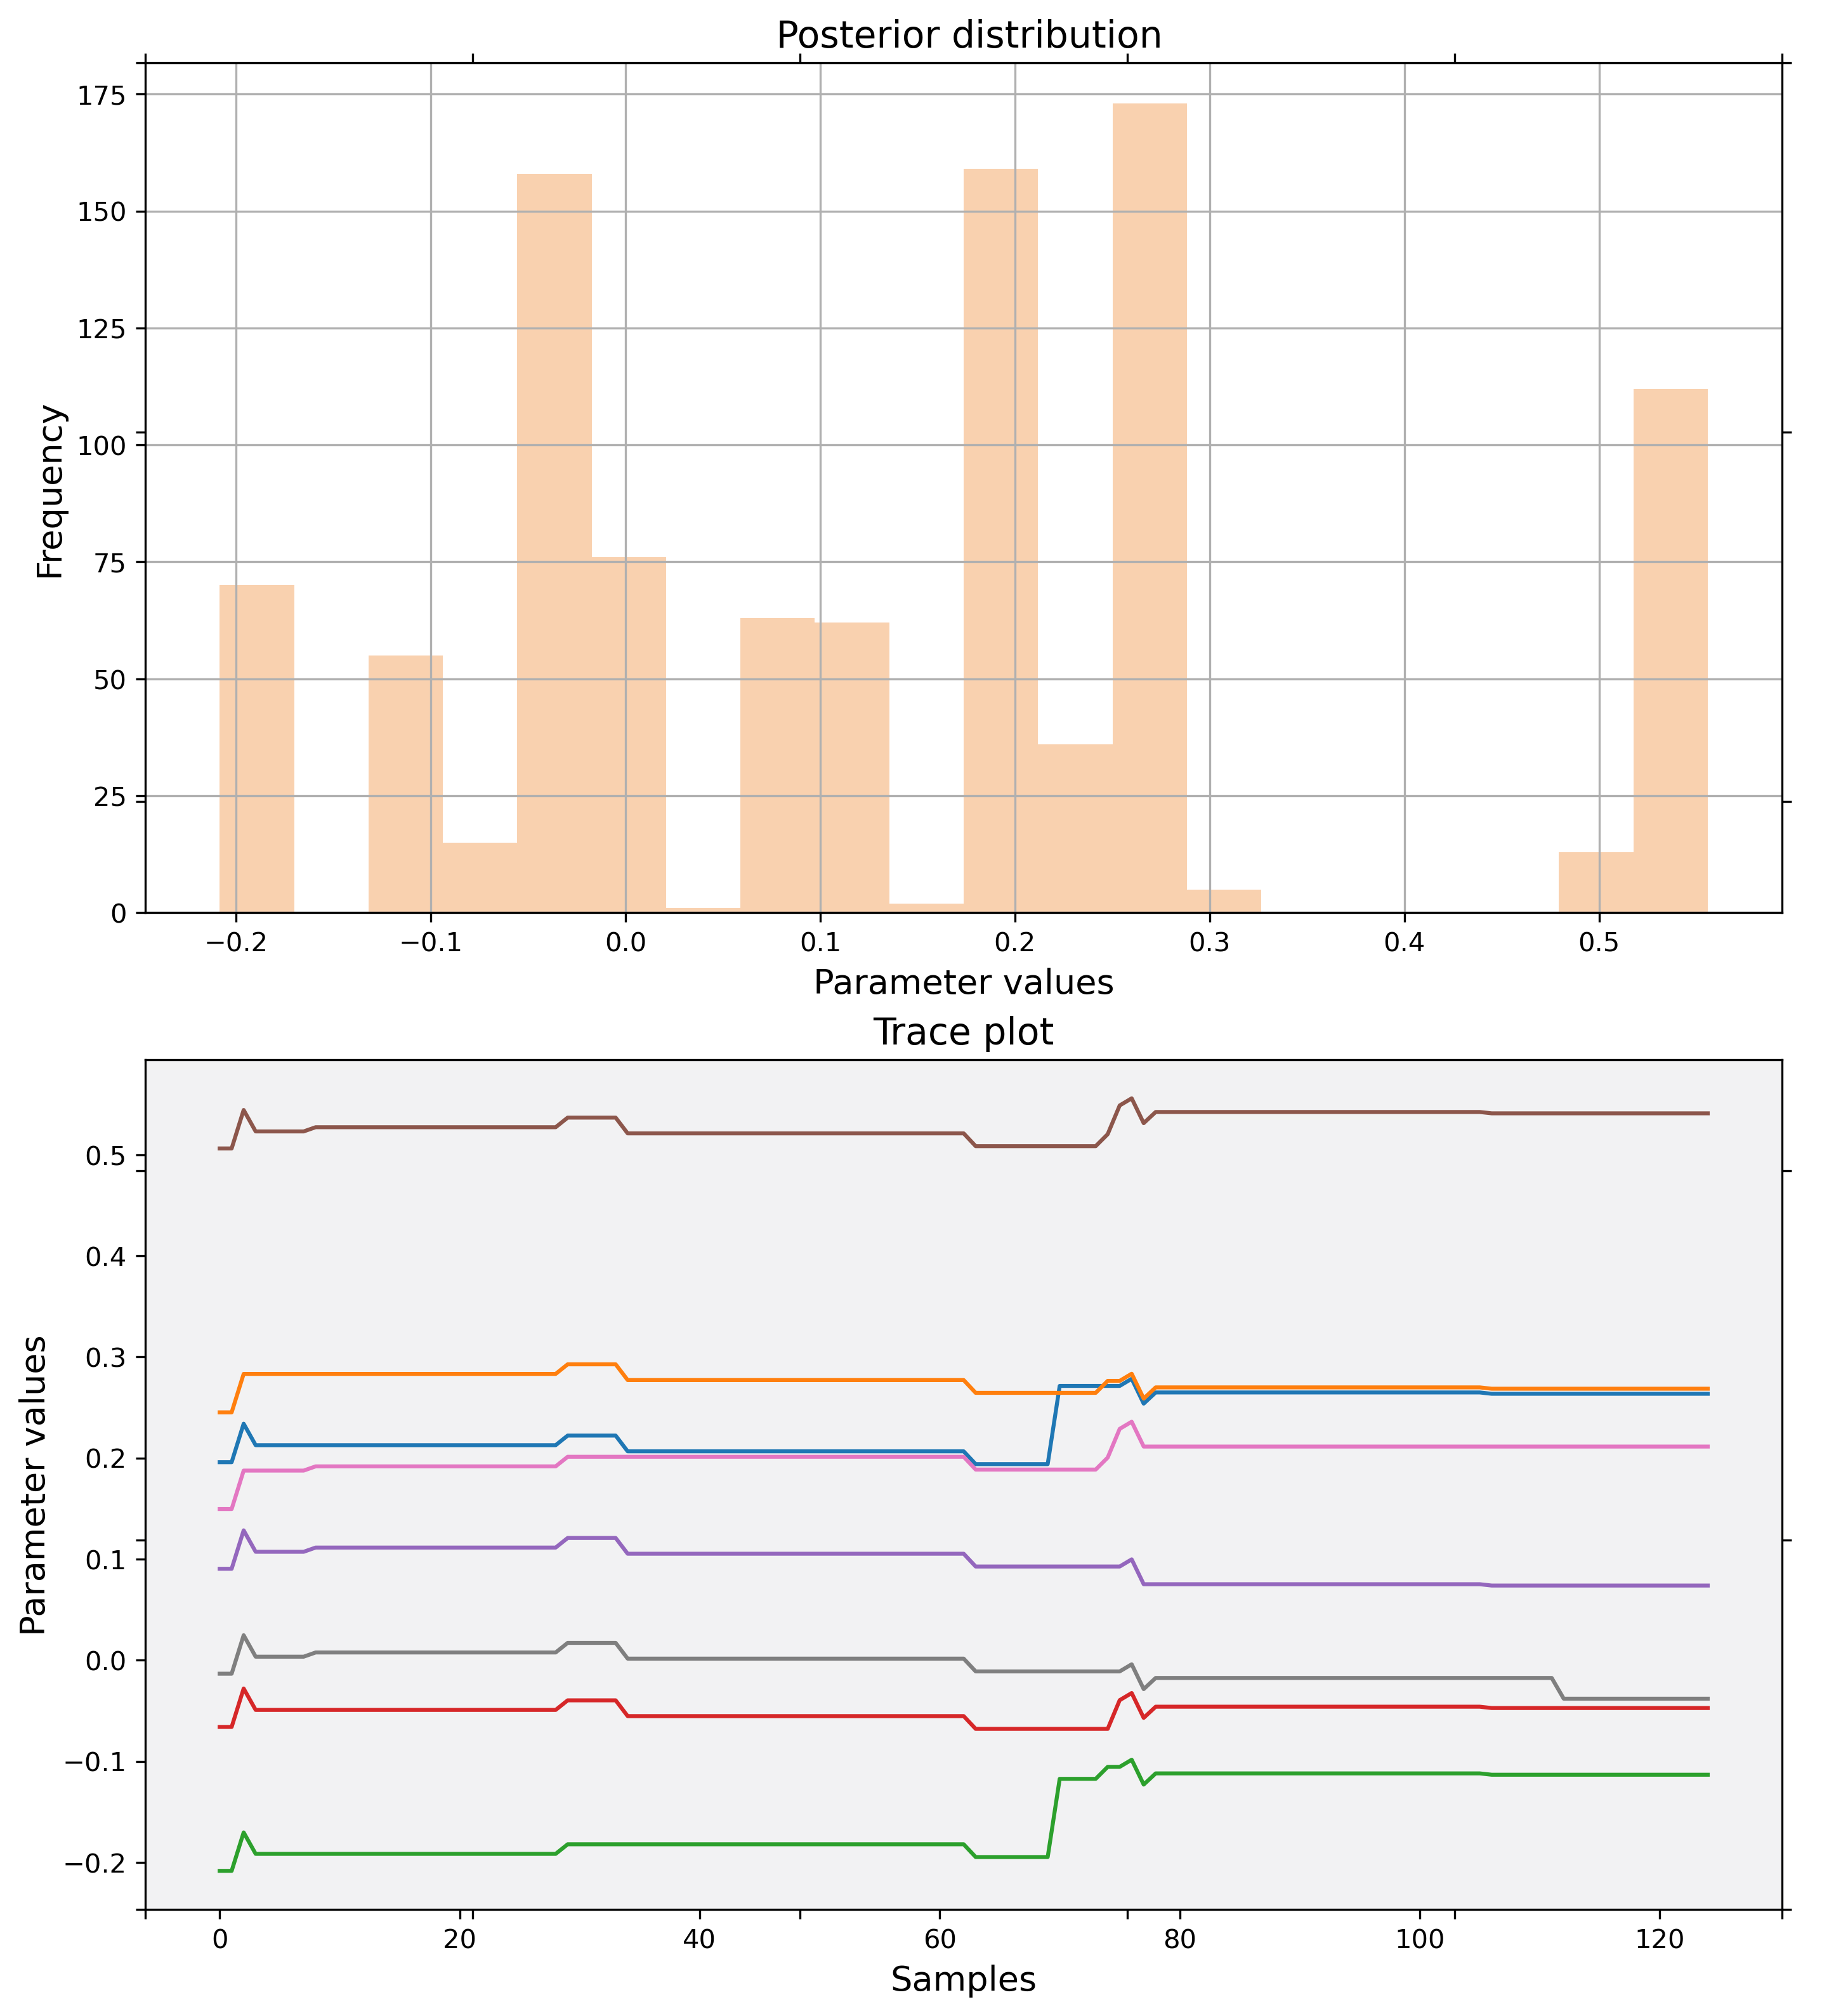 Posterior distribution
175
150
125
100
75
50
25
0
Frequency
−0.2 −0.1 0.0 0.1 0.2 0.3 0.4 0.5
Parameter values
Trace plot
0.5
0.4
0.3
0.2
0.1
0.0
−0.1
−0.2
Parameter values
0 20 40 60 80 100 120
Samples